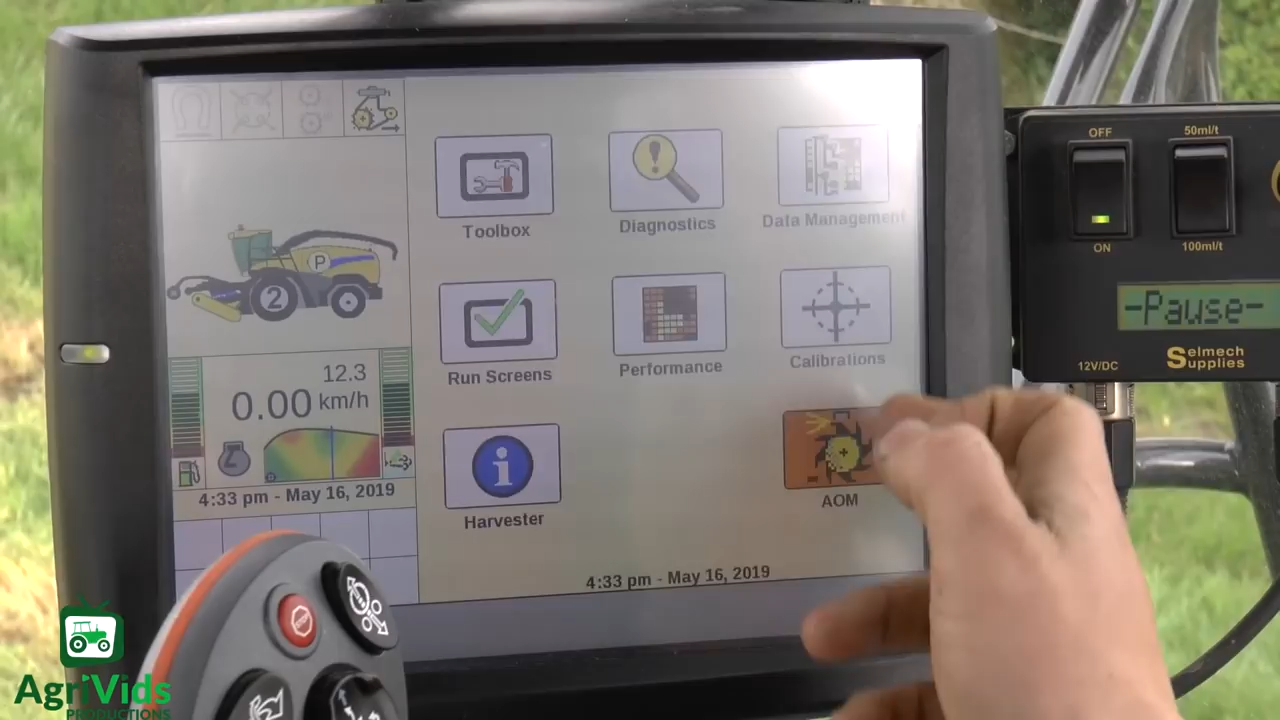 Toolbox
Diagnostics
Data Management
P
2
Run Screens
Performance
Calibrations
12.3
0.00 km/h
4:33 pm - May 16, 2019
Harvester
AOM
4:33 pm - May 16, 2019
OFF
50ml/t
ON
100ml/t
-Pause-
12V/DC
Selmech
Supplies
STOP
AgriVids
PRODUCTIONS